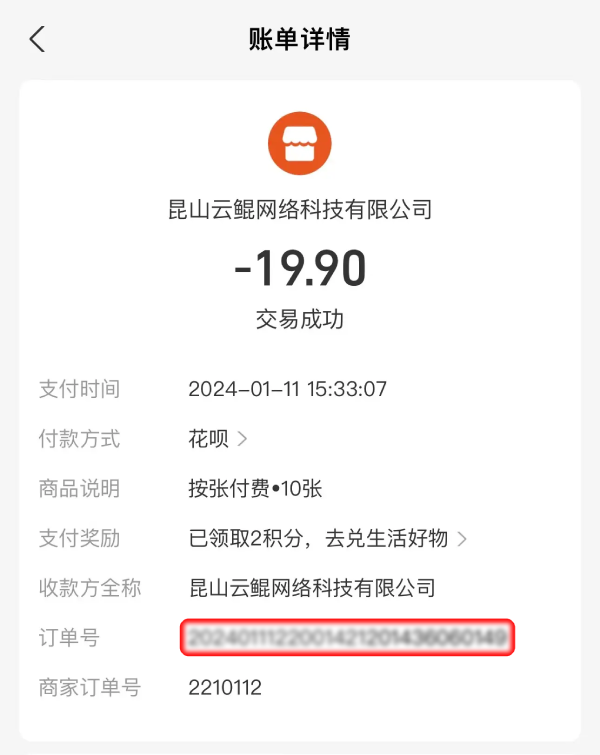 账单详情
昆山云鲲网络科技有限公司
-19.90
交易成功
支付时间 2024-01-11 15:33:07
付款方式 花呗
商品说明 按张付费•10张
支付奖励 已领取2积分，去兑生活好物
收款方全称 昆山云鲲网络科技有限公司
订单号
商家订单号 2210112